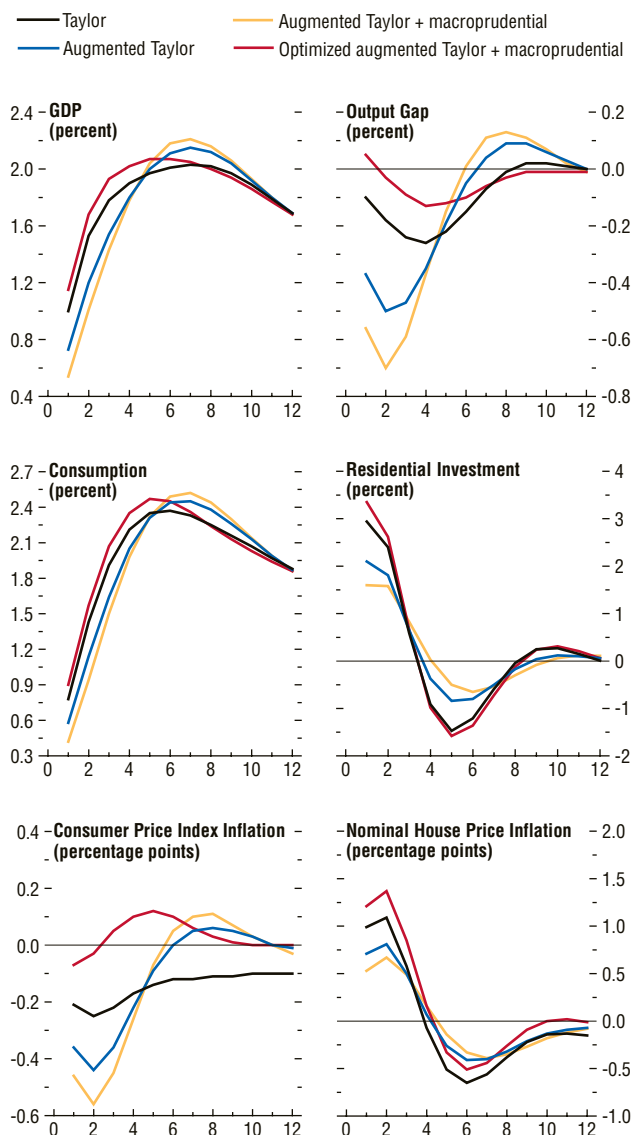 Taylor
Augmented Taylor + macroprudential
Augmented Taylor
Optimized augmented Taylor + macroprudential
GDP
(percent)
2.4
2.0
1.6
1.2
0.8
0.4
0 2 4 6 8 10 12
Output Gap
(percent)
0.2
0.0
-0.2
-0.4
-0.6
-0.8
0 2 4 6 8 10 12
Consumption
(percent)
2.7
2.4
2.1
1.8
1.5
1.2
0.9
0.6
0.3
0 2 4 6 8 10 12
Residential Investment
(percent)
4
3
2
1
0
-1
-2
0 2 4 6 8 10 12
Consumer Price Index Inflation
(percentage points)
0.4
0.2
0.0
-0.2
-0.4
-0.6
0 2 4 6 8 10 12
Nominal House Price Inflation
(percentage points)
2.0
1.5
1.0
0.5
0.0
-0.5
-1.0
0 2 4 6 8 10 12